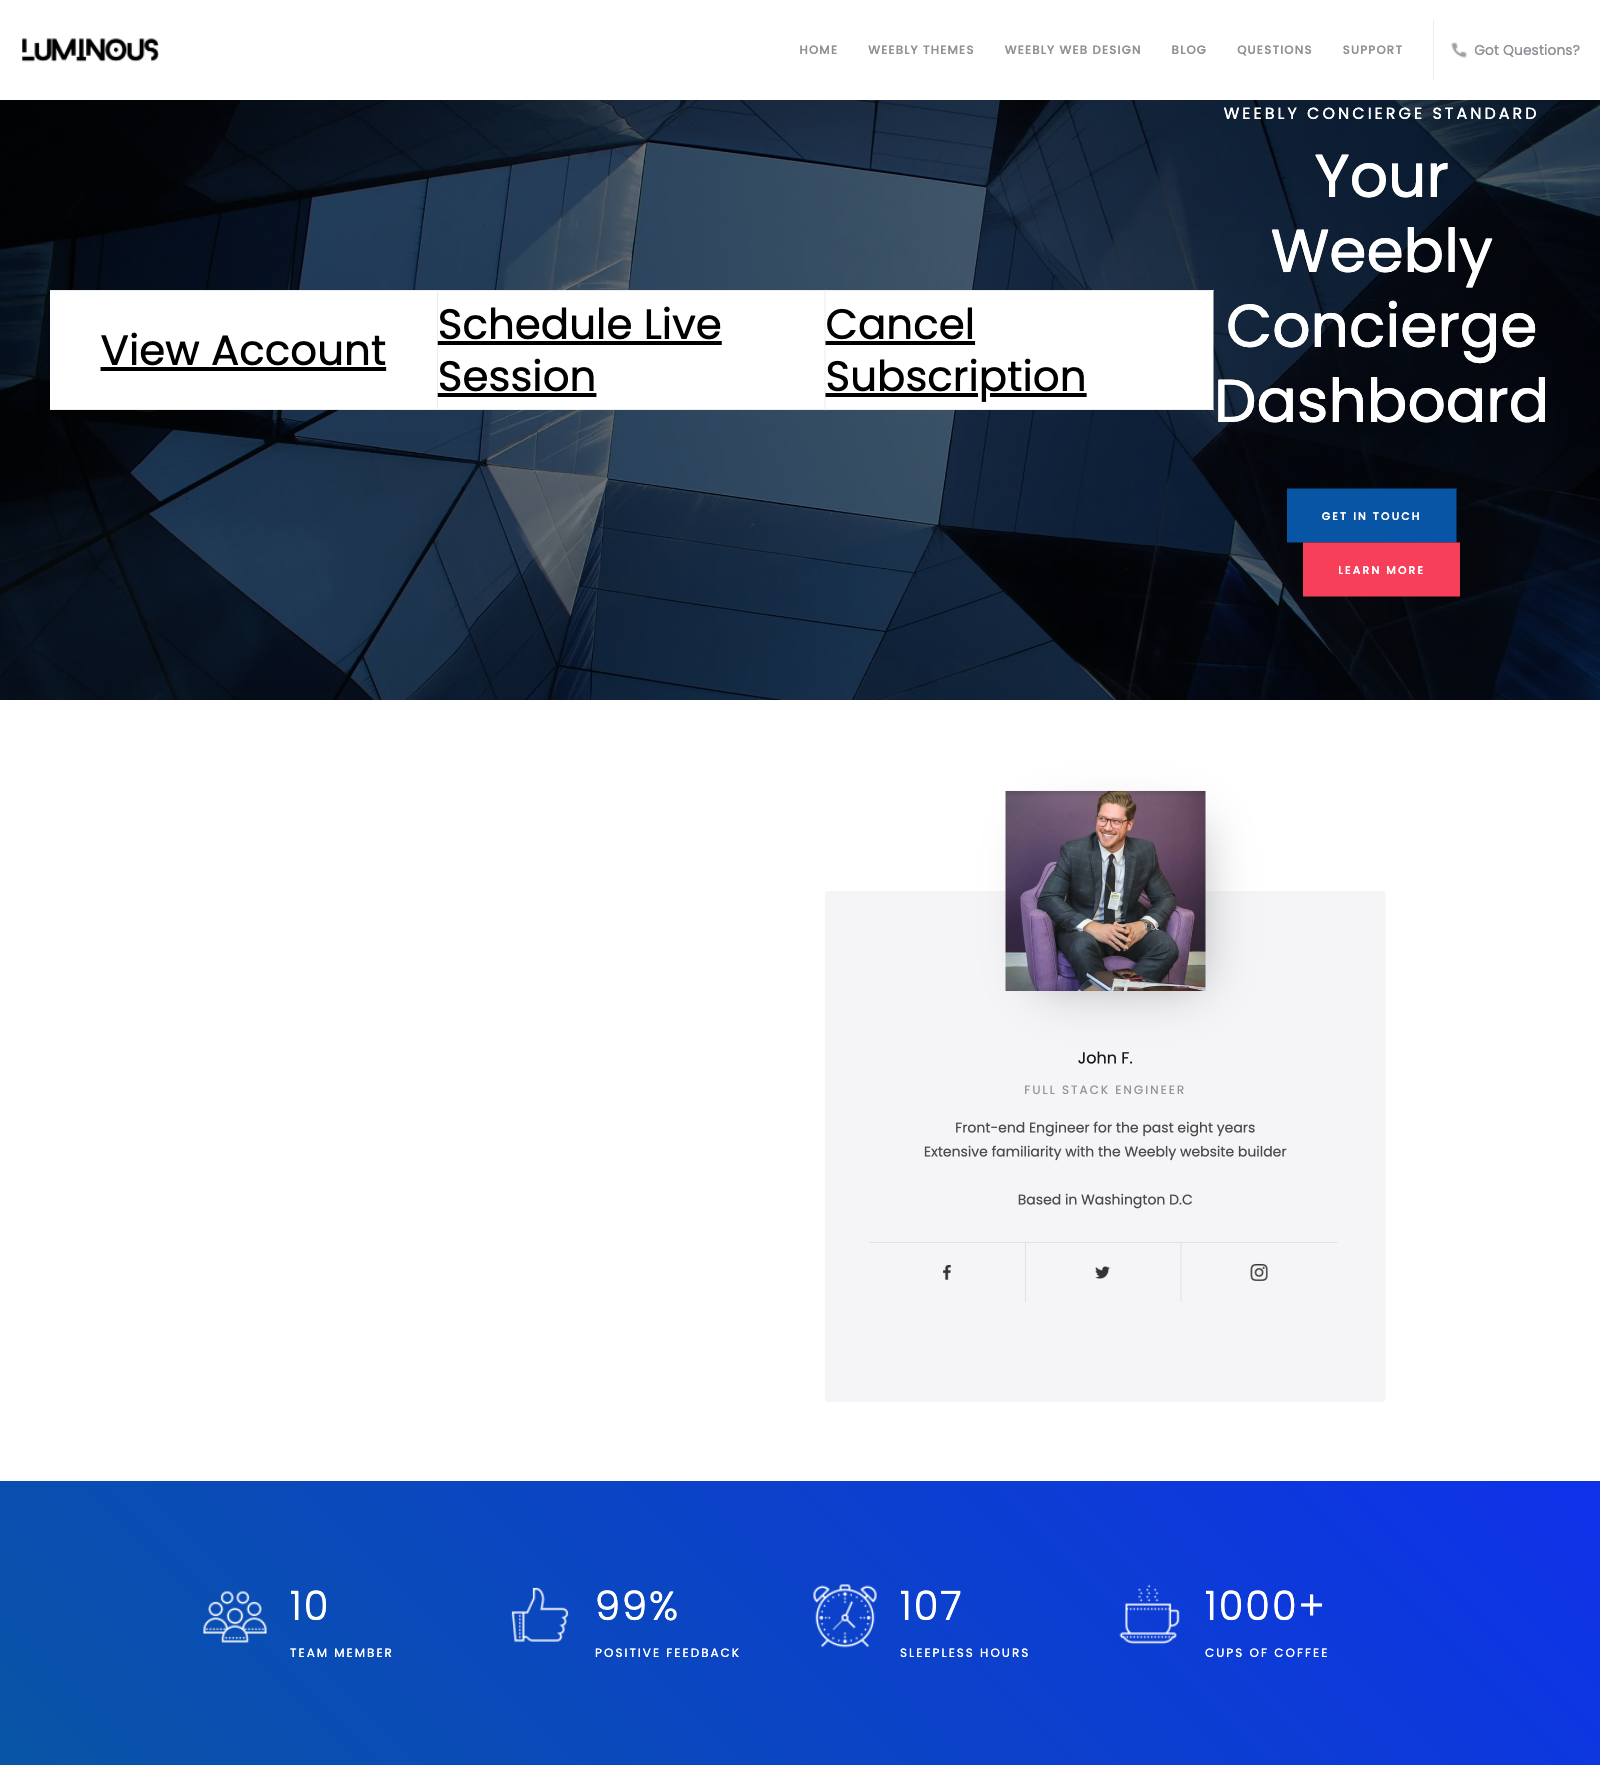 LUMINOUS
HOME WEEBLY THEMES WEEBLY WEB DESIGN BLOG QUESTIONS SUPPORT Got Questions?
WEEBLY CONCIERGE STANDARD
Your
Weebly
Concierge
Dashboard
View Account
Schedule Live
Session
Cancel
Subscription
GET IN TOUCH
LEARN MORE
John F.
FULL STACK ENGINEER
Front-end Engineer for the past eight years
Extensive familiarity with the Weebly website builder
Based in Washington D.C
10
TEAM MEMBER
99%
POSITIVE FEEDBACK
107
SLEEPLESS HOURS
1000+
CUPS OF COFFEE